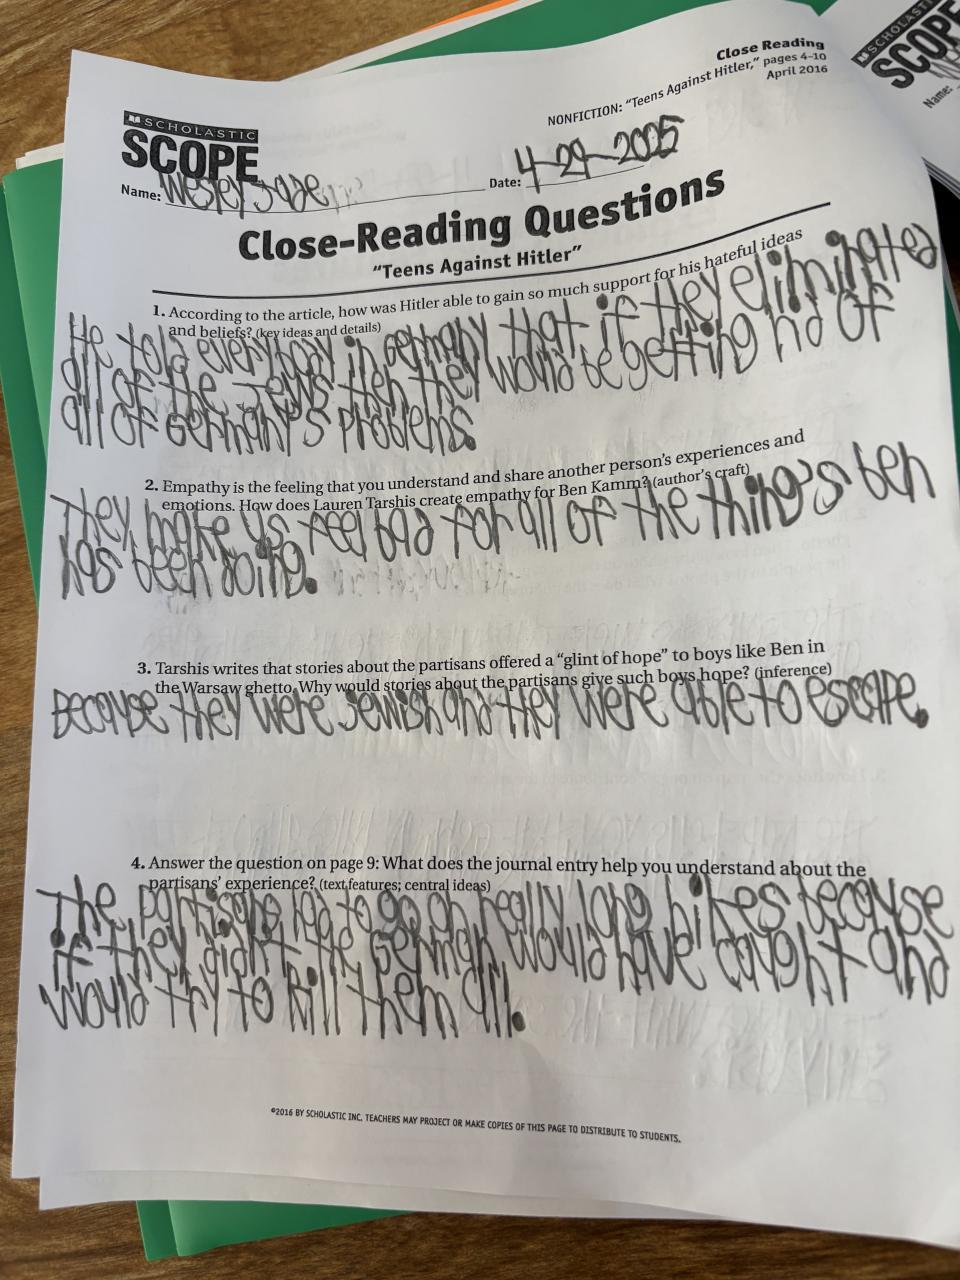 Close Reading
NONFICTION: "Teens Against Hitler," pages 4–10
April 2016
SCHOLASTIC
SCOPE
Name: Wesley
Date: 4-29-2025
Close-Reading Questions
"Teens Against Hitler"
1. According to the article, how was Hitler able to gain so much support for his hateful ideas
and beliefs? (key ideas and details)
He told everybody in germany that if they eliminated
all of the Jews then they would be getting rid of
all of Germany's problems.
2. Empathy is the feeling that you understand and share another person's experiences and
emotions. How does Lauren Tarshis create empathy for Ben Kamm? (author's craft)
They make us feel bad for all of the thing's ben
has been doing.
3. Tarshis writes that stories about the partisans offered a "glint of hope" to boys like Ben in
the Warsaw ghetto. Why would stories about the partisans give such boys hope? (inference)
Because they were Jewish and they were able to escape.
4. Answer the question on page 9: What does the journal entry help you understand about the
partisans' experience? (text features; central ideas)
The partisans had to go on really long hikes because
if they didn't the German would have caught and
would try to kill them all.
©2016 BY SCHOLASTIC INC. TEACHERS MAY PROJECT OR MAKE COPIES OF THIS PAGE TO DISTRIBUTE TO STUDENTS.
SCHOLAST
SCOPE
Name: